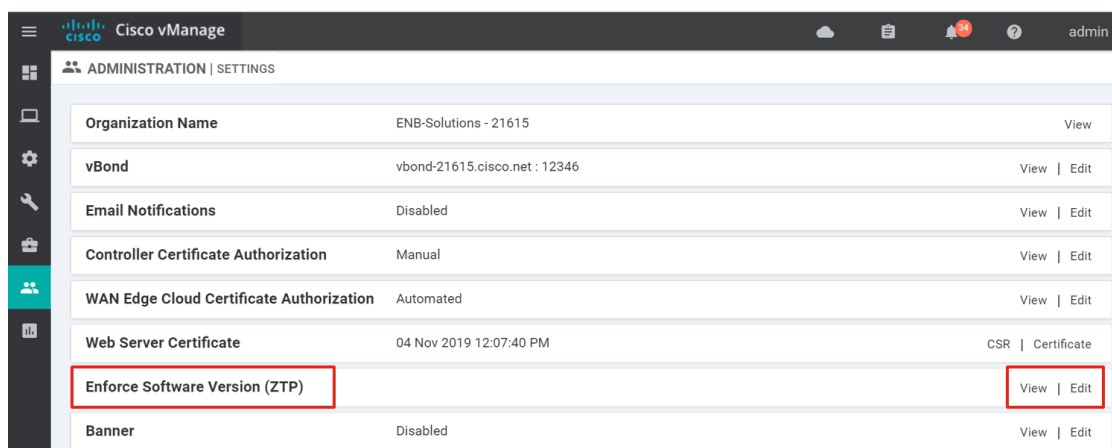 cisco Cisco vManage 34 admin
ADMINISTRATION | SETTINGS
Organization Name ENB-Solutions - 21615 View
vBond vbond-21615.cisco.net : 12346 View | Edit
Email Notifications Disabled View | Edit
Controller Certificate Authorization Manual View | Edit
WAN Edge Cloud Certificate Authorization Automated View | Edit
Web Server Certificate 04 Nov 2019 12:07:40 PM CSR | Certificate
Enforce Software Version (ZTP) View | Edit
Banner Disabled View | Edit